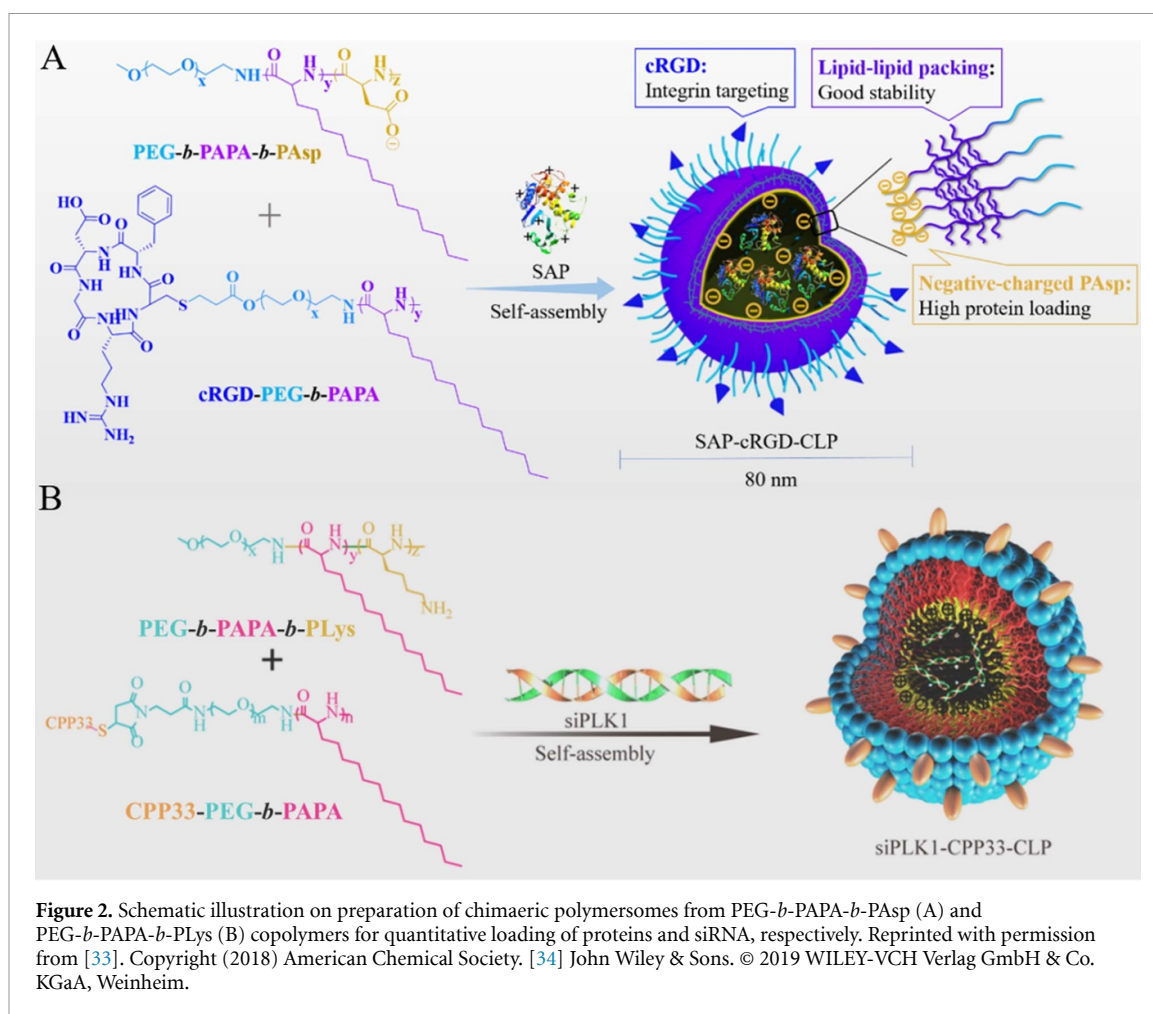 A
cRGD:
Integrin targeting
Lipid-lipid packing:
Good stability
PEG-b-PAPA-b-PAsp
+
SAP
Self-assembly
Negative-charged PAsp:
High protein loading
cRGD-PEG-b-PAPA
SAP-cRGD-CLP
80 nm
B
PEG-b-PAPA-b-PLys
+
siPLK1
Self-assembly
CPP33
CPP33-PEG-b-PAPA
siPLK1-CPP33-CLP
Figure 2. Schematic illustration on preparation of chimaeric polymersomes from PEG-b-PAPA-b-PAsp (A) and
PEG-b-PAPA-b-PLys (B) copolymers for quantitative loading of proteins and siRNA, respectively. Reprinted with permission
from [33]. Copyright (2018) American Chemical Society. [34] John Wiley & Sons. © 2019 WILEY-VCH Verlag GmbH & Co.
KGaA, Weinheim.